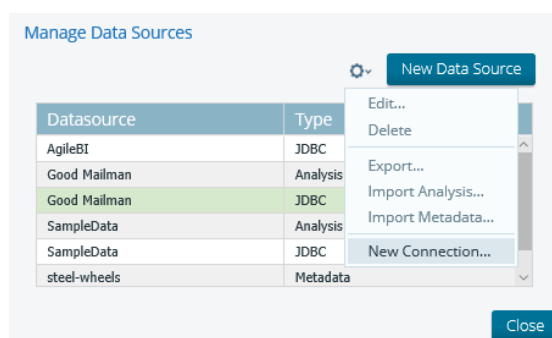 Manage Data Sources
New Data Source
Edit...
Delete
Export...
Import Analysis...
Import Metadata...
New Connection...
Datasource Type
AgileBI JDBC
Good Mailman Analysis
Good Mailman JDBC
SampleData Analysis
SampleData JDBC
steel-wheels Metadata
Close